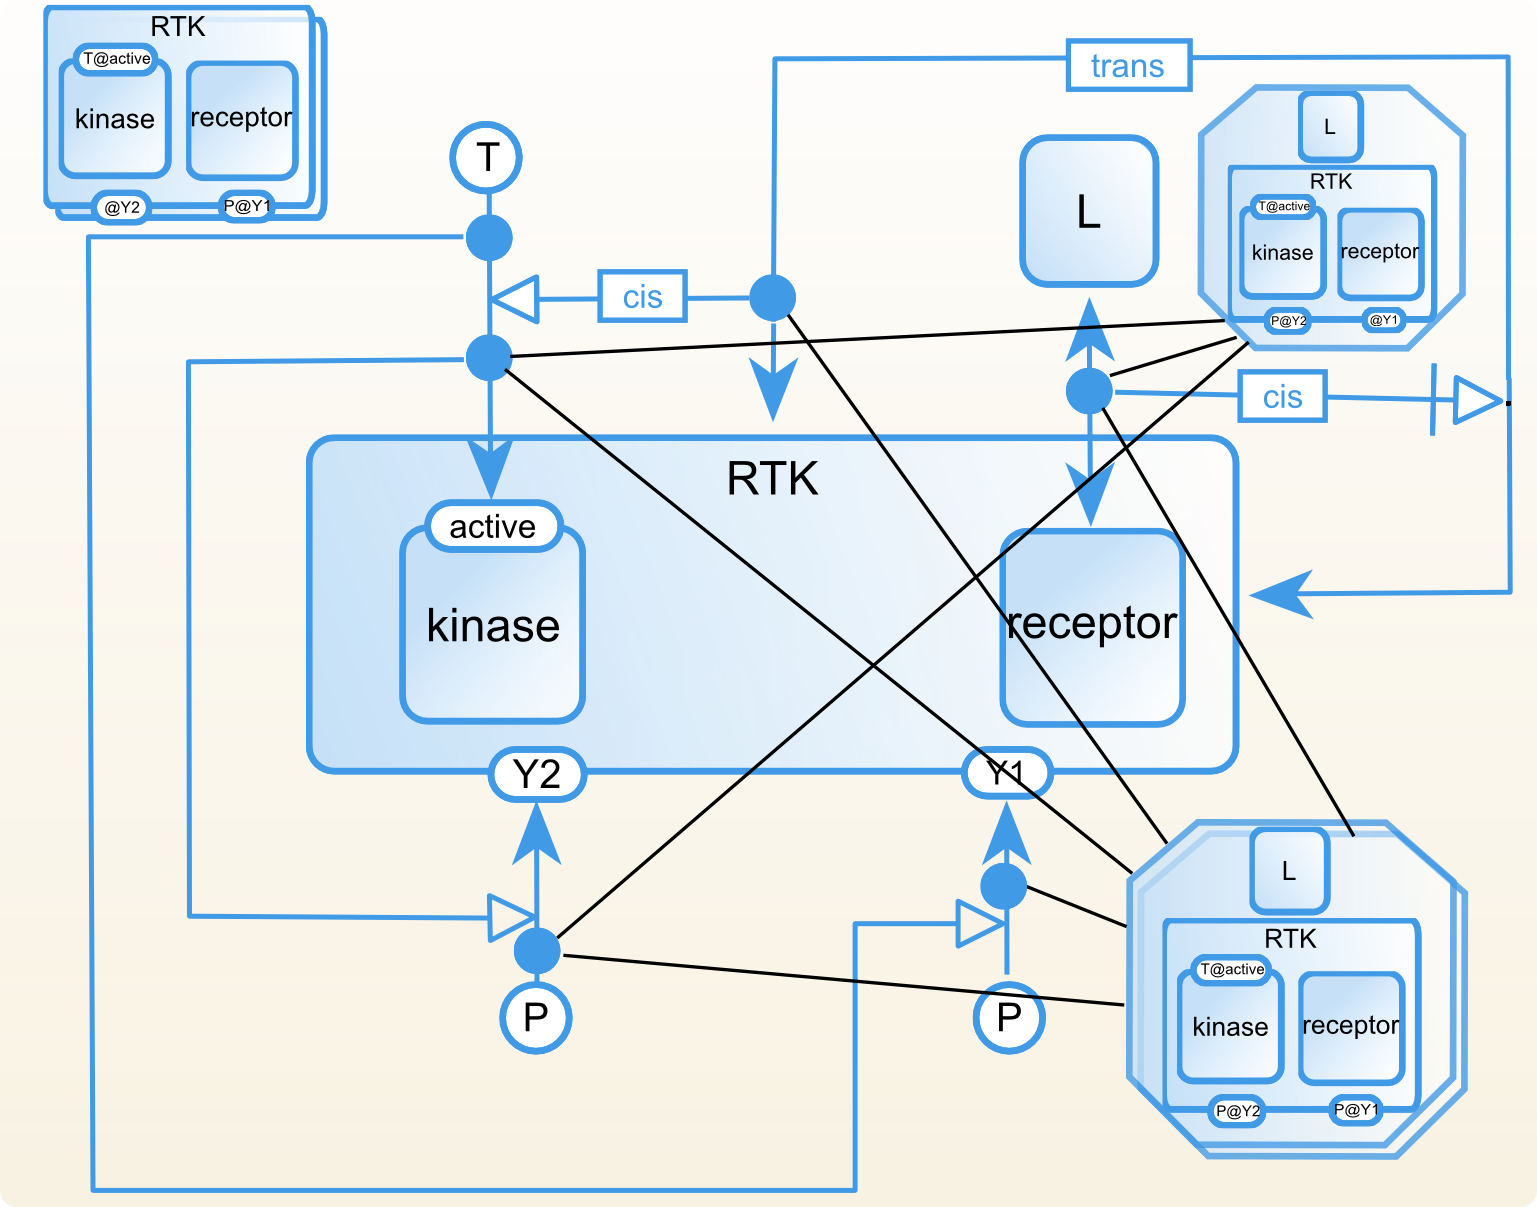 RTK
T@active
kinase
receptor
@Y2
P@Y1
trans
T
L
L
RTK
T@active
kinase
receptor
P@Y2
@Y1
cis
cis
RTK
active
kinase
receptor
Y2
Y1
P
P
L
RTK
T@active
kinase
receptor
P@Y2
P@Y1